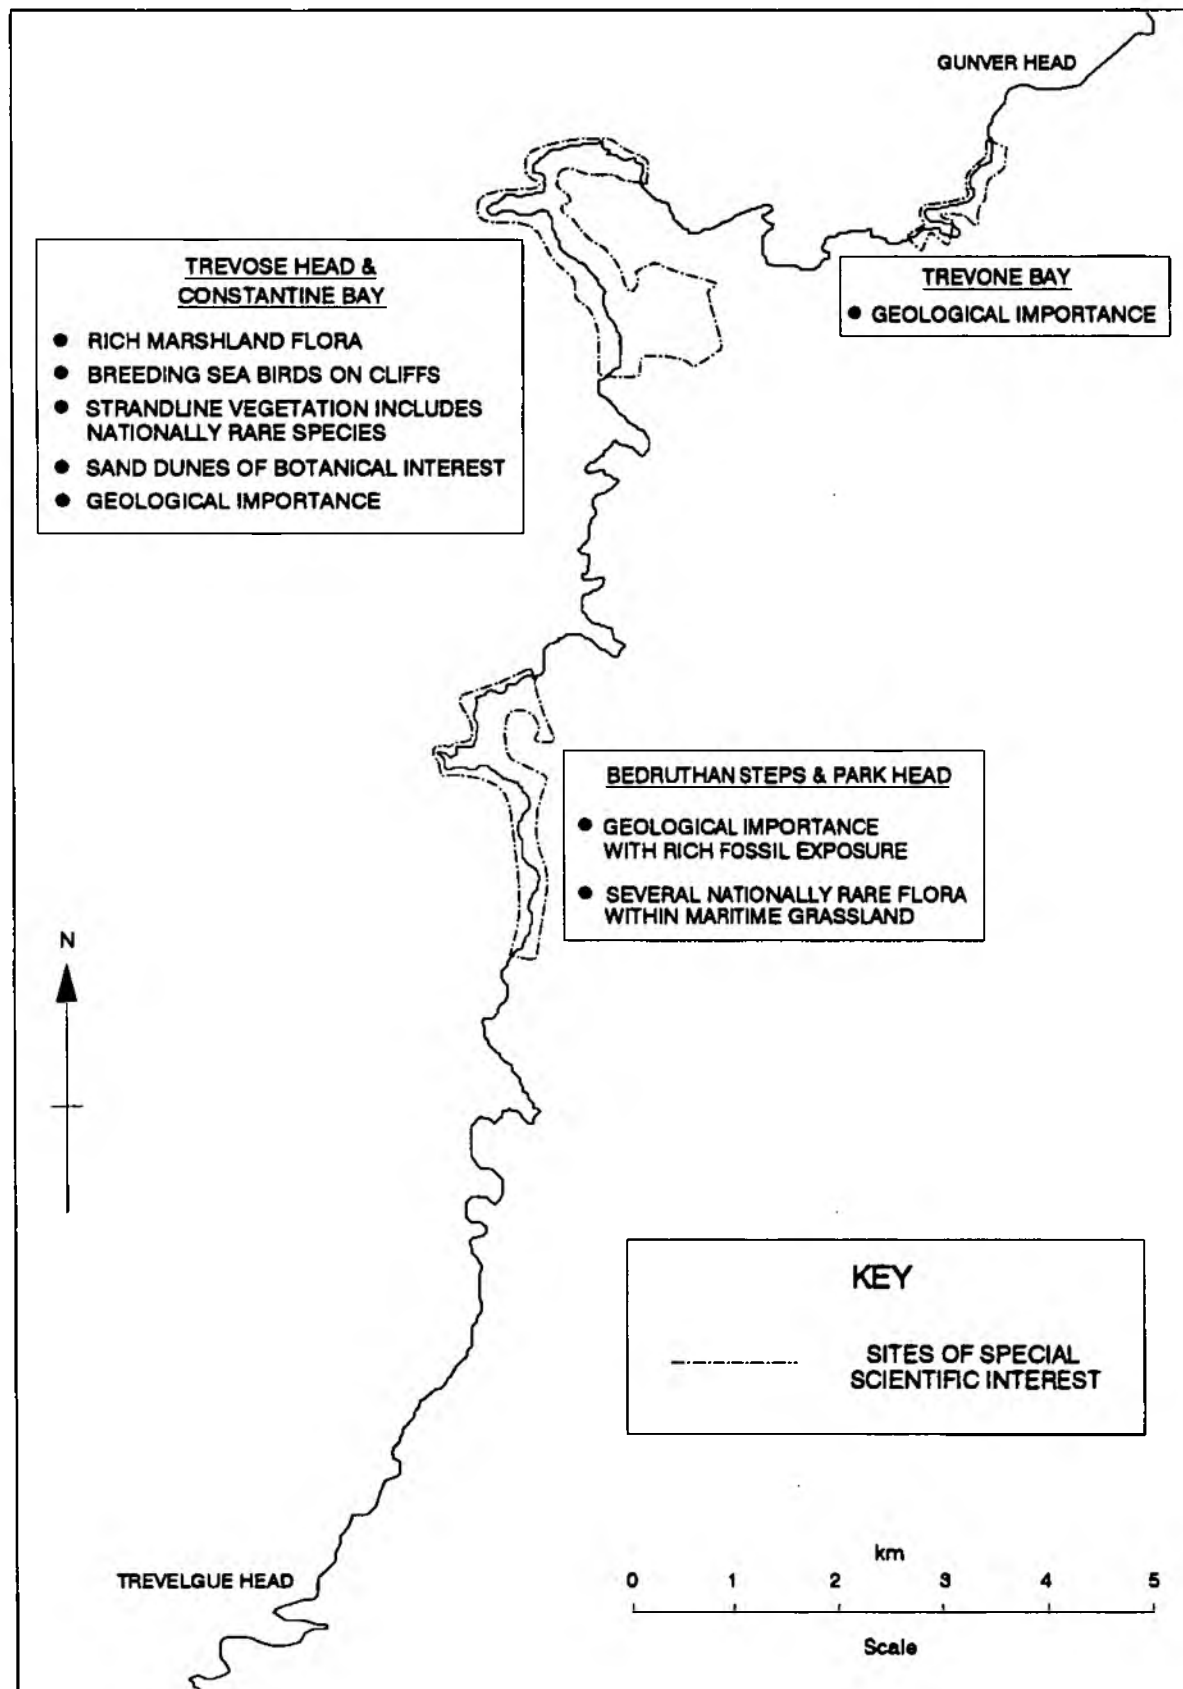 GUNVER HEAD
TREVOSE HEAD &
CONSTANTINE BAY
● RICH MARSHLAND FLORA
● BREEDING SEA BIRDS ON CLIFFS
● STRANDLINE VEGETATION INCLUDES
NATIONALLY RARE SPECIES
● SAND DUNES OF BOTANICAL INTEREST
● GEOLOGICAL IMPORTANCE
TREVONE BAY
● GEOLOGICAL IMPORTANCE
BEDRUTHAN STEPS & PARK HEAD
● GEOLOGICAL IMPORTANCE
WITH RICH FOSSIL EXPOSURE
● SEVERAL NATIONALLY RARE FLORA
WITHIN MARITIME GRASSLAND
N
KEY
SITES OF SPECIAL
SCIENTIFIC INTEREST
TREVELGUE HEAD
km
0 1 2 3 4 5
Scale